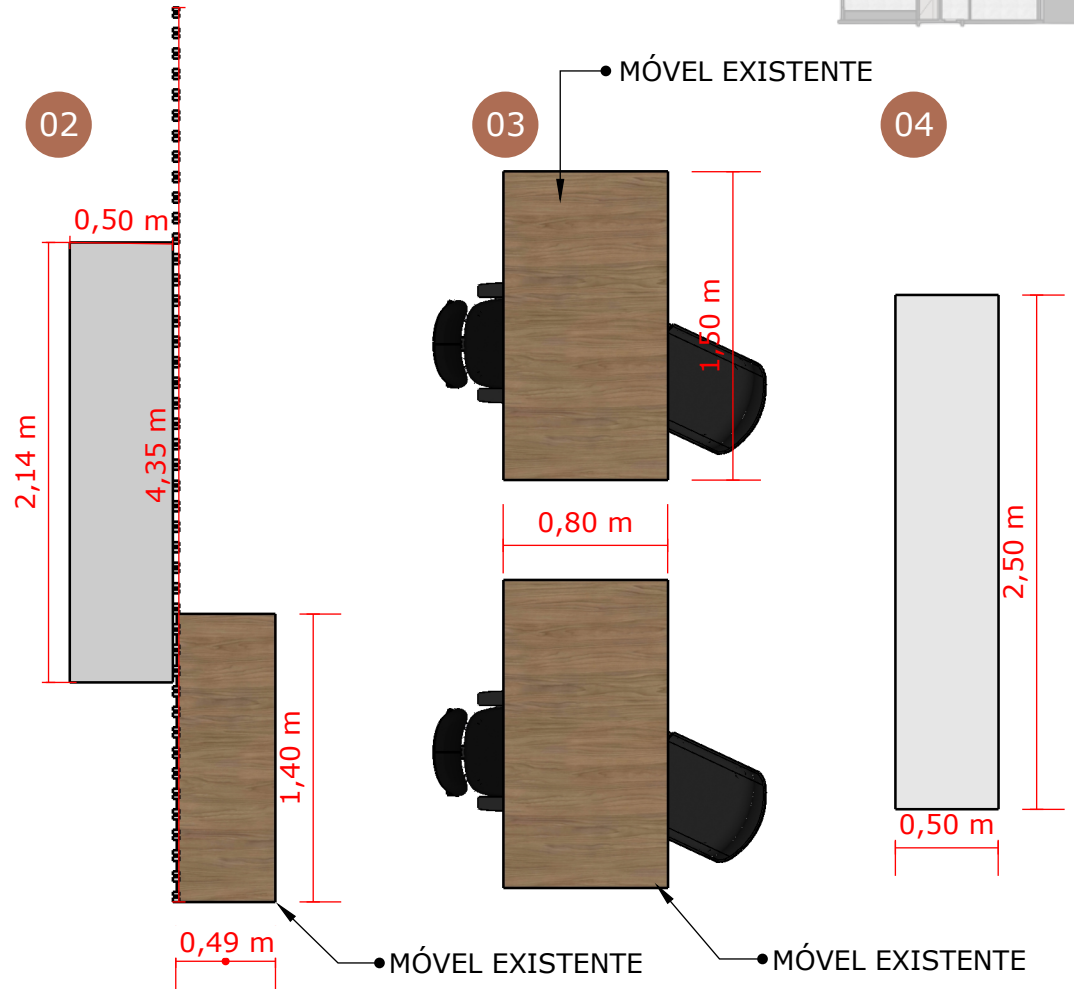 MÓVEL EXISTENTE
02
03
04
0,50 m
1,50 m
2,14 m
4,35 m
0,80 m
2,50 m
1,40 m
0,50 m
0,49 m
MÓVEL EXISTENTE
MÓVEL EXISTENTE